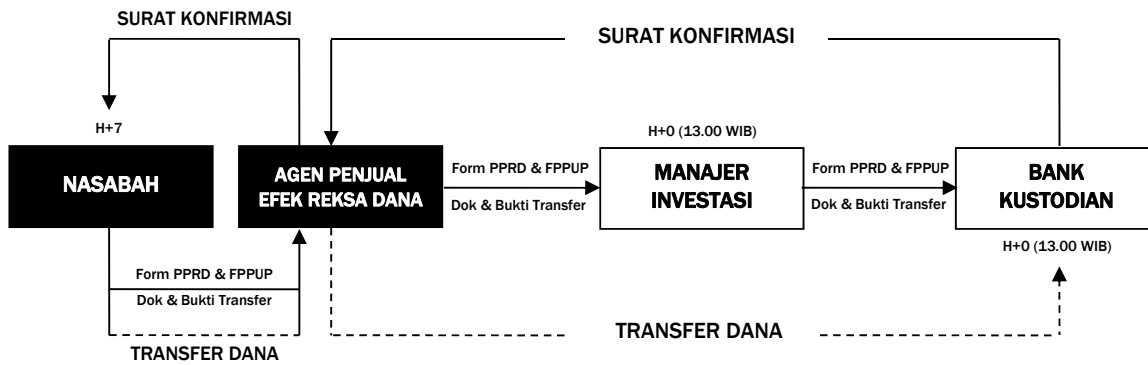 SURAT KONFIRMASI
SURAT KONFIRMASI
H+7
H+0 (13.00 WIB)
NASABAH
AGEN PENJUAL
EFEK REKSA DANA
Form PPRD & FPPUP
Dok & Bukti Transfer
MANAJER
INVESTASI
Form PPRD & FPPUP
Dok & Bukti Transfer
BANK
KUSTODIAN
H+0 (13.00 WIB)
Form PPRD & FPPUP
Dok & Bukti Transfer
TRANSFER DANA
TRANSFER DANA